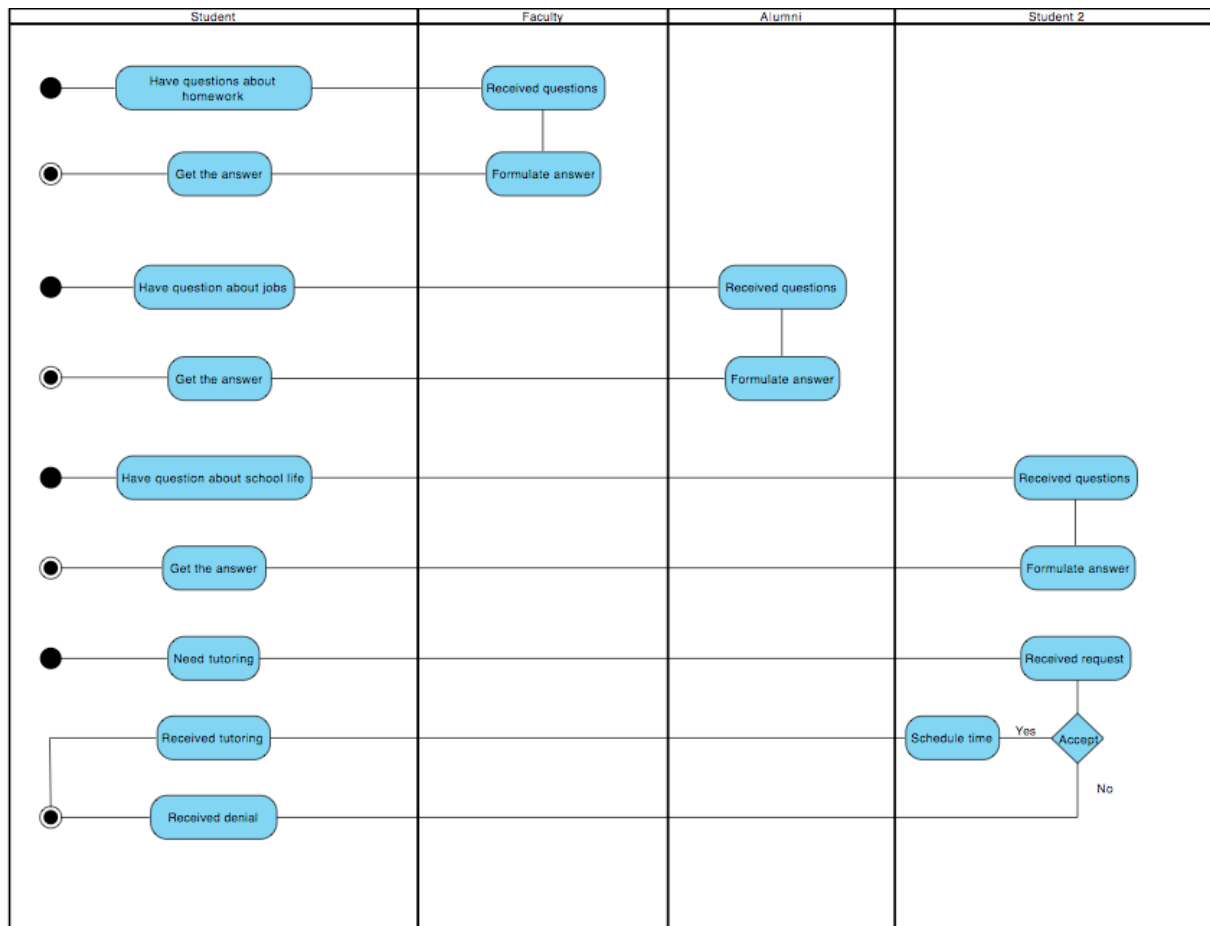 Student
Faculty
Alumni
Student 2
Have questions about
homework
Received questions
Get the answer
Formulate answer
Have question about jobs
Received questions
Get the answer
Formulate answer
Have question about school life
Received questions
Get the answer
Formulate answer
Need tutoring
Received request
Received tutoring
Schedule time
Yes
Accept
No
Received denial